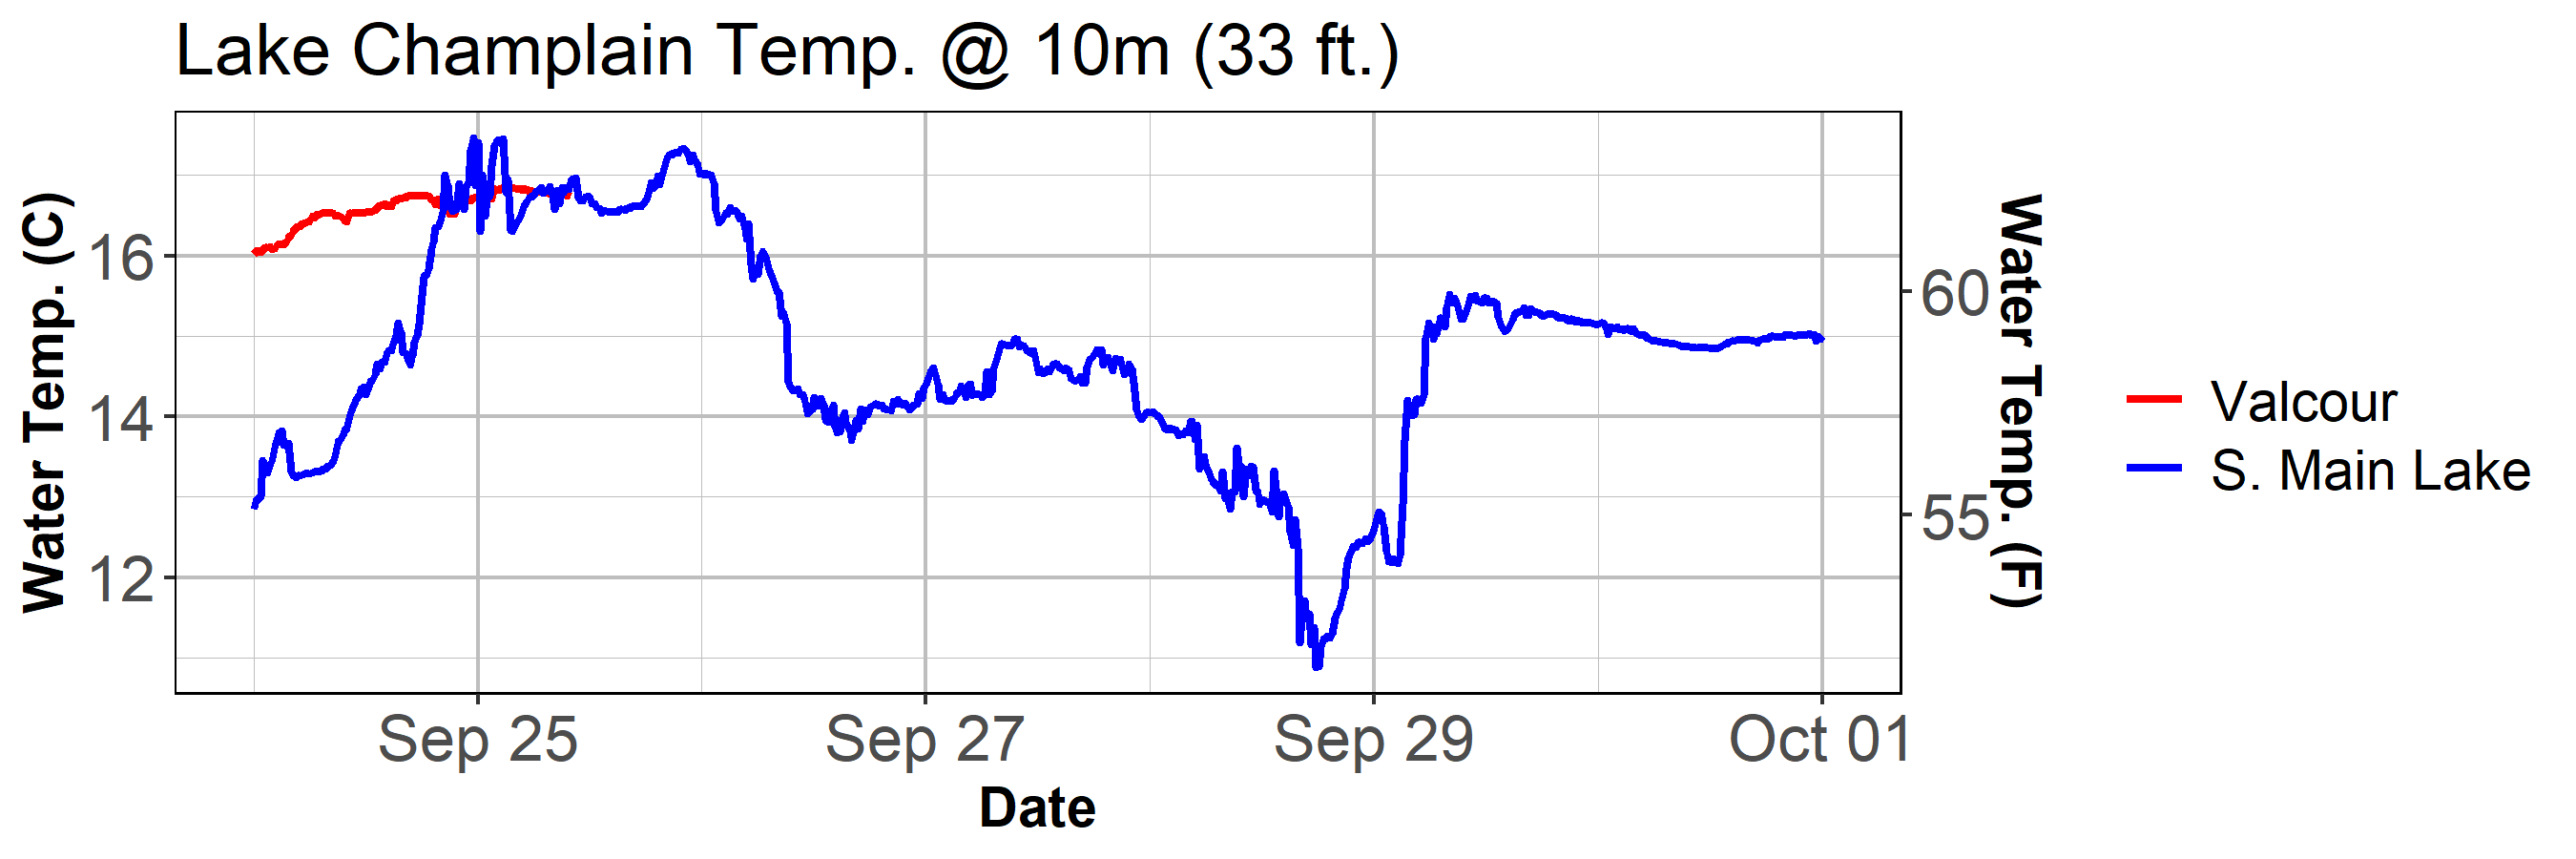 Lake Champlain Temp. @ 10m (33 ft.)
Water Temp. (C)
16
14
12
60
55
Water Temp. (F)
Sep 25
Sep 27
Sep 29
Oct 01
Date
Valcour
S. Main Lake